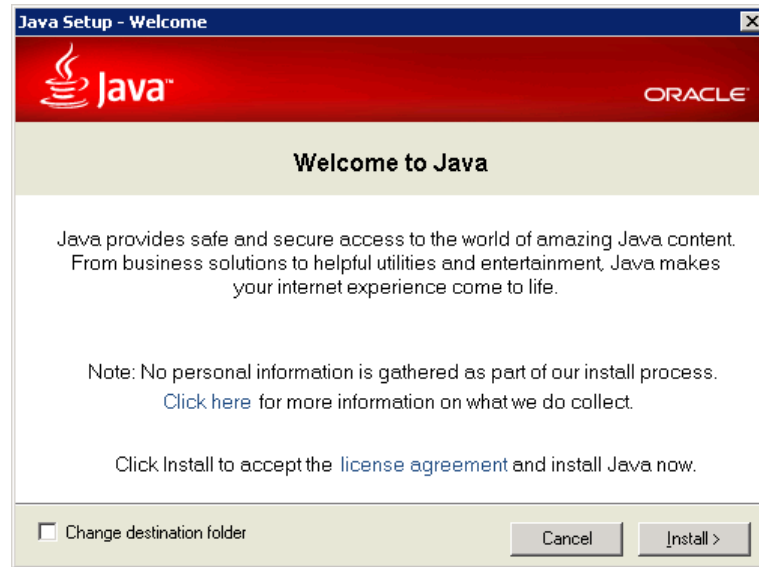 Java Setup - Welcome
Java™
ORACLE
Welcome to Java
Java provides safe and secure access to the world of amazing Java content.
From business solutions to helpful utilities and entertainment, Java makes
your internet experience come to life.
Note: No personal information is gathered as part of our install process.
Click here for more information on what we do collect.
Click Install to accept the license agreement and install Java now.
Change destination folder
Cancel
Install >